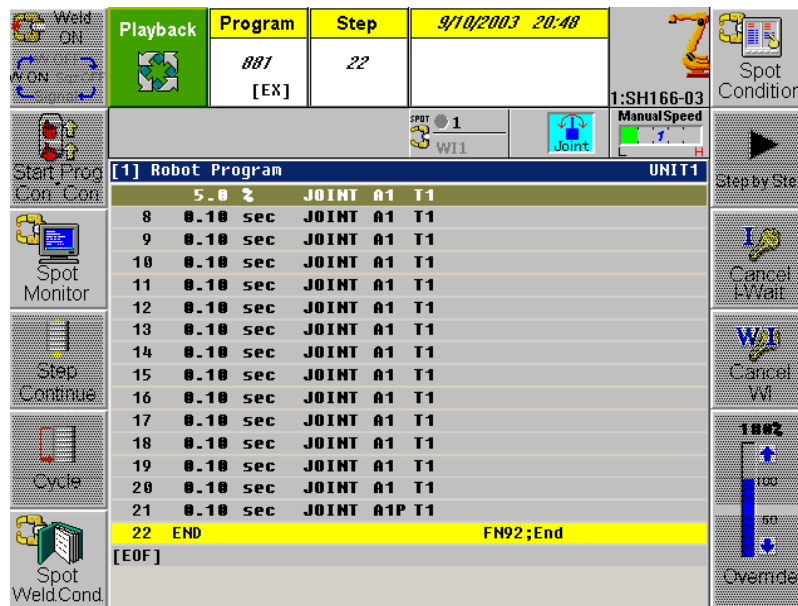 Weld
ON
Playback
Program
Step
9/10/2003 20:48
881
22
[EX]
1:SH166-03
Spot
Condition
SPOT 1
WI1
Joint
Manual Speed
1
L H
Start Prog
Con Con
Step by Ste
[1] Robot Program UNIT1
5.0 % JOINT A1 T1
8 0.10 sec JOINT A1 T1
9 0.10 sec JOINT A1 T1
10 0.10 sec JOINT A1 T1
11 0.10 sec JOINT A1 T1
12 0.10 sec JOINT A1 T1
13 0.10 sec JOINT A1 T1
14 0.10 sec JOINT A1 T1
15 0.10 sec JOINT A1 T1
16 0.10 sec JOINT A1 T1
17 0.10 sec JOINT A1 T1
18 0.10 sec JOINT A1 T1
19 0.10 sec JOINT A1 T1
20 0.10 sec JOINT A1 T1
21 0.10 sec JOINT A1P T1
22 END FN92;End
[EOF]
Spot
Monitor
Step
Continue
Cycle
Spot
Weld.Cond.
I
Cancel
I-Wait
WI
Cancel
WI
100%
100
50
Override